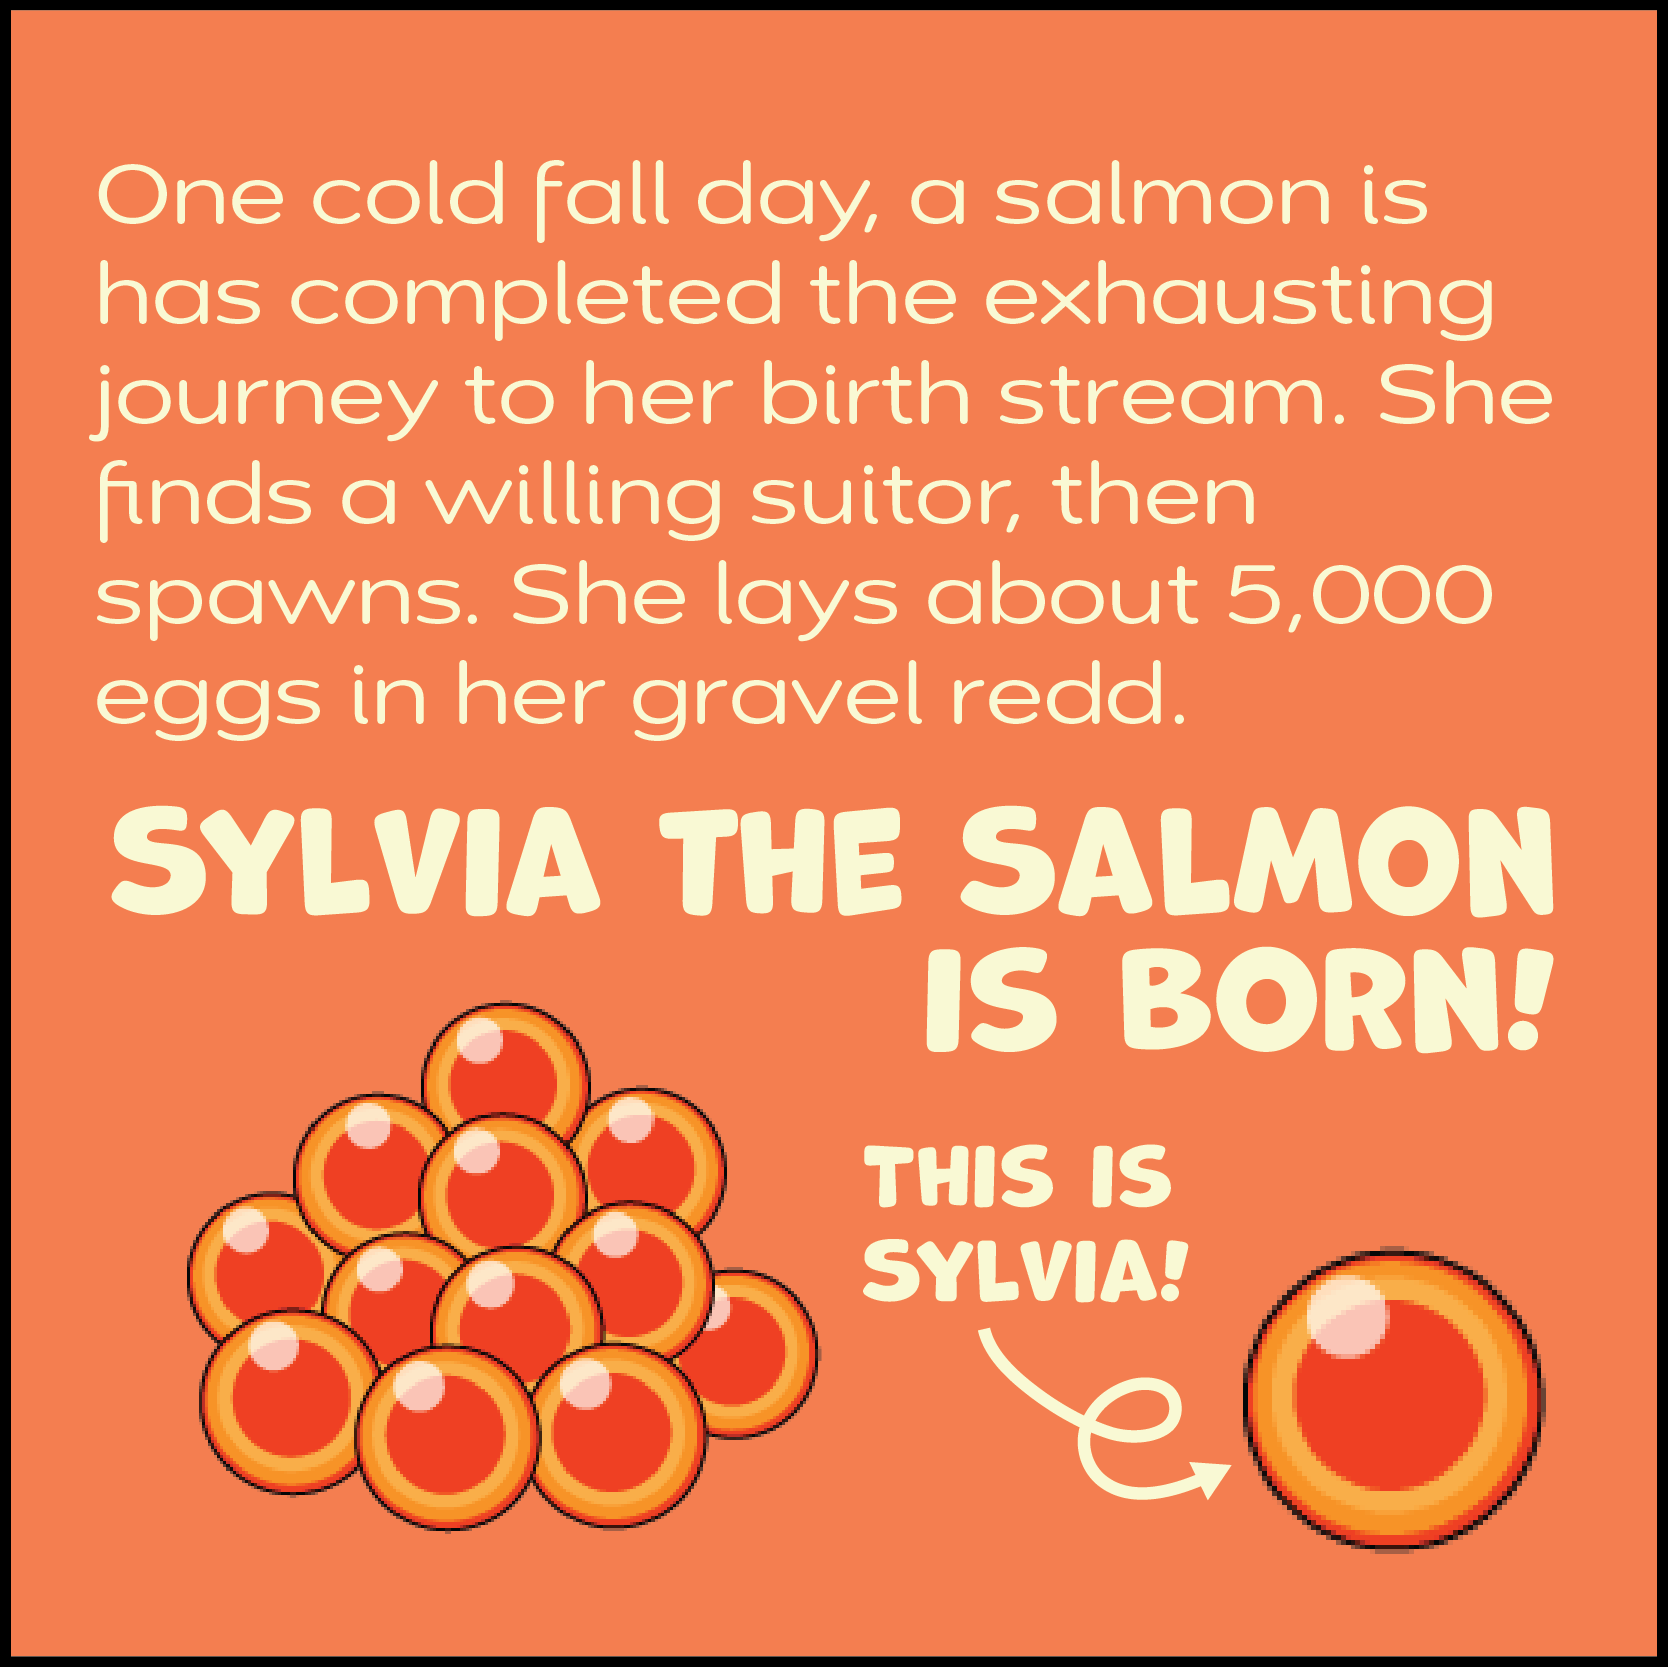 One cold fall day, a salmon is
has completed the exhausting
journey to her birth stream. She
finds a willing suitor, then
spawns. She lays about 5,000
eggs in her gravel redd.
SYLVIA THE SALMON
IS BORN!
THIS IS
SYLVIA!